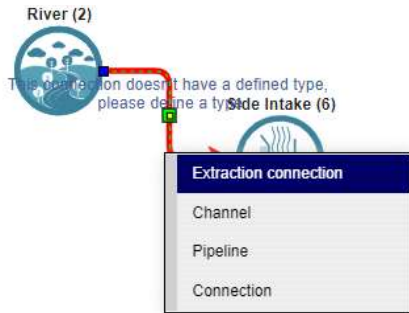 River (2)
This connection doesn't have a defined type,
please define a type
Side Intake (6)
Extraction connection
Channel
Pipeline
Connection